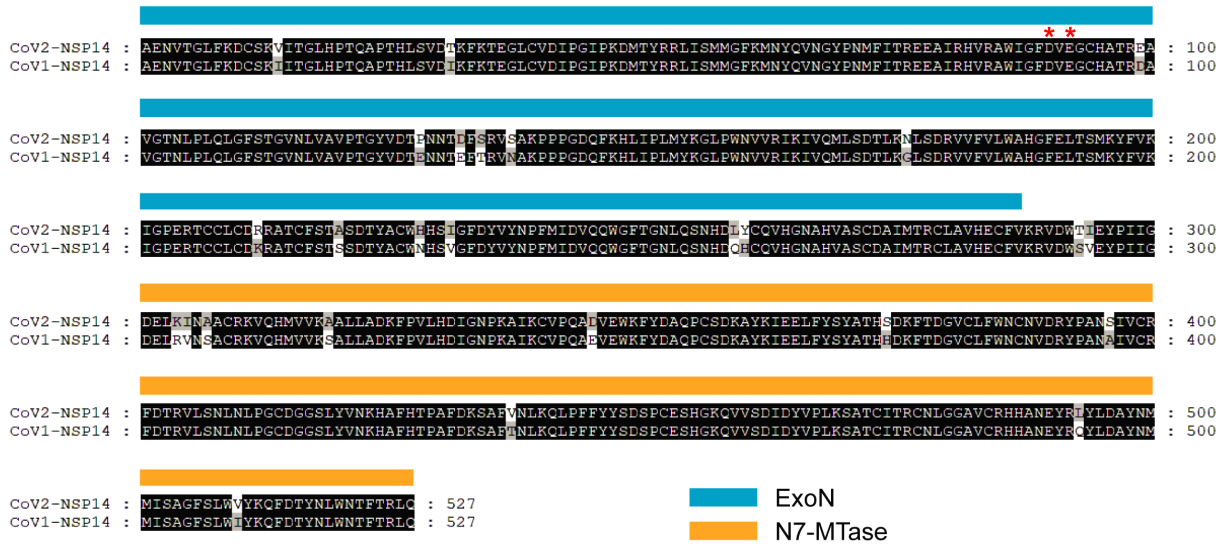 * *
CoV2-NSP14 : AENVTGLFKDCSKVITGLHPTQAPTHLSVDTKFKTEGLCVDIPGIPKDMTYRRLISMMGFKMNYQVNGYPNMFITREEAIRHVRAWIGFDVEGCHATREA : 100
CoV1-NSP14 : AENVTGLFKDCSKIITGLHPTQAPTHLSVDIKFKTEGLCVDIPGIPKDMTYRRLISMMGFKMNYQVNGYPNMFITREEAIRHVRAWIGFDVEGCHATRDA : 100
CoV2-NSP14 : VGTNLPLQLGFSTGVNLVAVPTGYVDTPNNTDFSRVSAKPPPGDQFKHLIPLMYKGLPWNVVRIKIVQMLSDTLKNLSDRVVFVLWAHGFELTSMKYFVK : 200
CoV1-NSP14 : VGTNLPLQLGFSTGVNLVAVPTGYVDTENNTEFTRVNAKPPPGDQFKHLIPLMYKGLPWNVVRIKIVQMLSDTLKGLSDRVVFVLWAHGFELTSMKYFVK : 200
CoV2-NSP14 : IGPERTCCLCDRRATCFSTASDTYACWHHSIGFDYVYNPFMIDVQQWGFTGNLQSNHDLYCQVHGNAHVASCDAIMTRCLAVHECFVKRVDWTIEYPIIG : 300
CoV1-NSP14 : IGPERTCCLCDKRATCFSTSSDTYACWNHSVGFDYVYNPFMIDVQQWGFTGNLQSNHDQHCQVHGNAHVASCDAIMTRCLAVHECFVKRVDWSVEYPIIG : 300
CoV2-NSP14 : DELKINAACRKVQHMVVKAALLADKFPVLHDIGNPKAIKCVPQADVEWKFYDAQPCSDKAYKIEELFYSYATHSDKFTDGVCLFWNCNVDRYPANSIVCR : 400
CoV1-NSP14 : DELRVNSACRKVQHMVVKSALLADKFPVLHDIGNPKAIKCVPQAEVEWKFYDAQPCSDKAYKIEELFYSYATHHDKFTDGVCLFWNCNVDRYPANAIVCR : 400
CoV2-NSP14 : FDTRVLSNLNLPGCDGGSLYVNKHAFHTPAFDKSAFVNLKQLPFFYYSDSPCESHGKQVVSDIDYVPLKSATCITRCNLGGAVCRHHANEYRLYLDAYNM : 500
CoV1-NSP14 : FDTRVLSNLNLPGCDGGSLYVNKHAFHTPAFDKSAFTNLKQLPFFYYSDSPCESHGKQVVSDIDYVPLKSATCITRCNLGGAVCRHHANEYRQYLDAYNM : 500
CoV2-NSP14 : MISAGFSLWVYKQFDTYNLWNTFTRLQ : 527
CoV1-NSP14 : MISAGFSLWIYKQFDTYNLWNTFTRLQ : 527
ExoN
N7-MTase